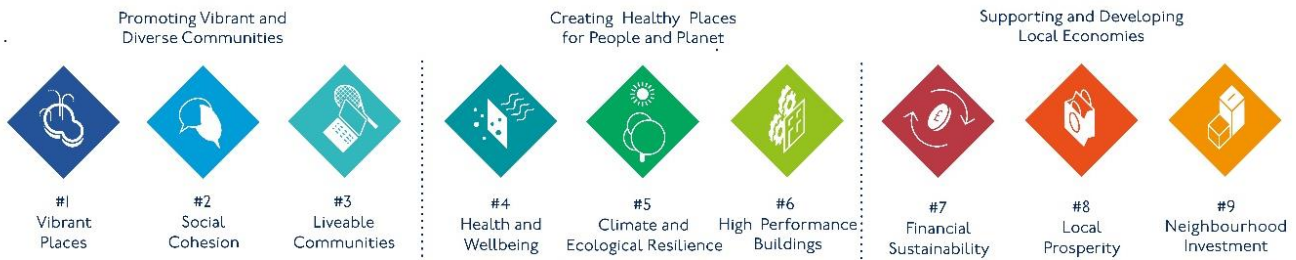 Promoting Vibrant and
Diverse Communities
Creating Healthy Places
for People and Planet
Supporting and Developing
Local Economies
£
#1
Vibrant
Places
#2
Social
Cohesion
#3
Liveable
Communities
#4
Health and
Wellbeing
#5
Climate and
Ecological Resilience
#6
High Performance
Buildings
#7
Financial
Sustainability
#8
Local
Prosperity
#9
Neighbourhood
Investment